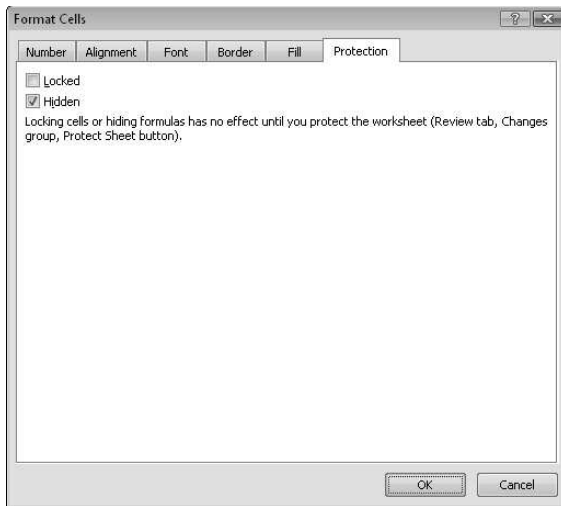 Format Cells
Number Alignment Font Border Fill Protection
Locked
Hidden
Locking cells or hiding formulas has no effect until you protect the worksheet (Review tab, Changes
group, Protect Sheet button).
OK Cancel